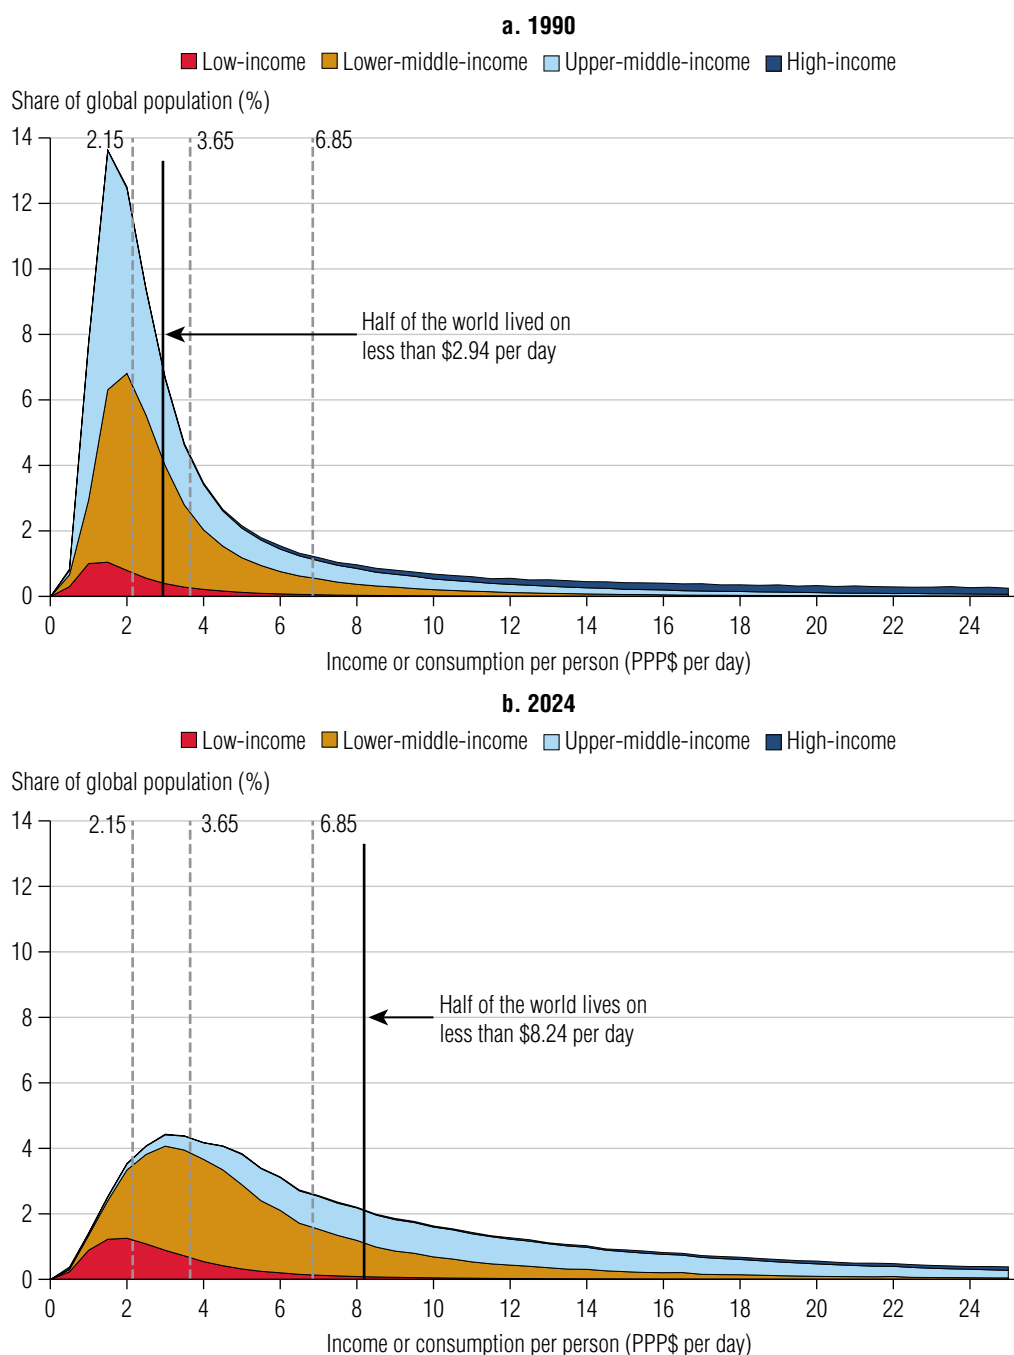 a. 1990
Low-income Lower-middle-income Upper-middle-income High-income
Share of global population (%)
14
2.15 3.65 6.85
12
10
8
Half of the world lived on
less than $2.94 per day
6
4
2
0
0 2 4 6 8 10 12 14 16 18 20 22 24
Income or consumption per person (PPP$ per day)
b. 2024
Low-income Lower-middle-income Upper-middle-income High-income
Share of global population (%)
14
2.15 3.65 6.85
12
10
8
Half of the world lives on
less than $8.24 per day
6
4
2
0
0 2 4 6 8 10 12 14 16 18 20 22 24
Income or consumption per person (PPP$ per day)